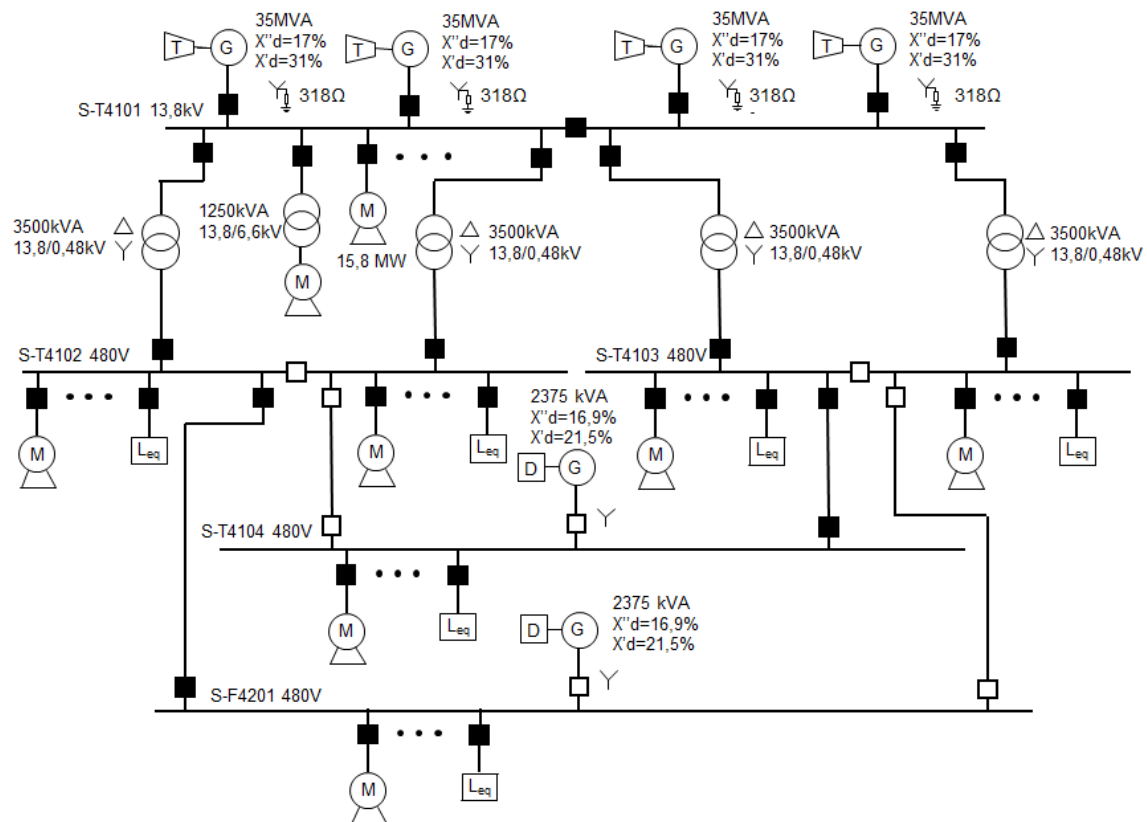 35MVA
X''d=17%
X'd=31%
T
G
318Ω
35MVA
X''d=17%
X'd=31%
T
G
318Ω
35MVA
X''d=17%
X'd=31%
G
T
318Ω
-
35MVA
X''d=17%
X'd=31%
T
G
318Ω
S-T4101 13,8kV
3500kVA
13,8/0,48kV
1250kVA
13,8/6,6kV
M
M
15,8 MW
3500kVA
13,8/0,48kV
3500kVA
13,8/0,48kV
3500kVA
13,8/0,48kV
S-T4102 480V
S-T4103 480V
M
Leq
M
Leq
M
Leq
M
Leq
2375 kVA
X''d=16,9%
X'd=21,5%
D
G
S-T4104 480V
M
Leq
2375 kVA
X''d=16,9%
X'd=21,5%
D
G
S-F4201 480V
M
Leq